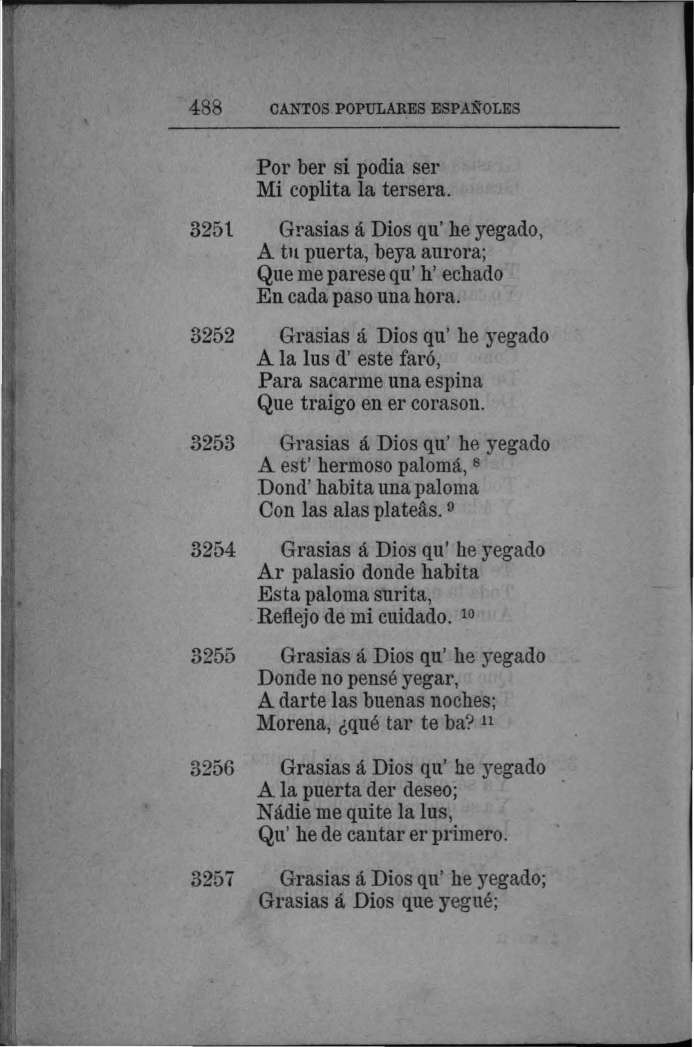 488 CANTOS POPULARES ESPAÑOLES
Por ber si podia ser
Mi coplita la tersera.
3251 Grasias á Dios qu' he yegado,
A tu puerta, beya aurora;
Que me parese qu' h' echado
En cada paso una hora.
3252 Grasias á Dios qu' he yegado
A la lus d' este faró,
Para sacarme una espina
Que traigo en er corason.
3253 Grasias á Dios qu' he yegado
A est' hermoso palomá, 8
Dond' habita una paloma
Con las alas plateâs. 9
3254 Grasias á Dios qu' he yegado
Ar palasio donde habita
Esta paloma surita,
Reflejo de mi cuidado. 10
3255 Grasias á Dios qu' he yegado
Donde no pensé yegar,
A darte las buenas noches;
Morena, ¿qué tar te ba? 11
3256 Grasias á Dios qu' he yegado
A la puerta der deseo;
Nádie me quite la lus,
Qu' he de cantar er primero.
3257 Grasias á Dios qu' he yegado;
Grasias á Dios que yegué;